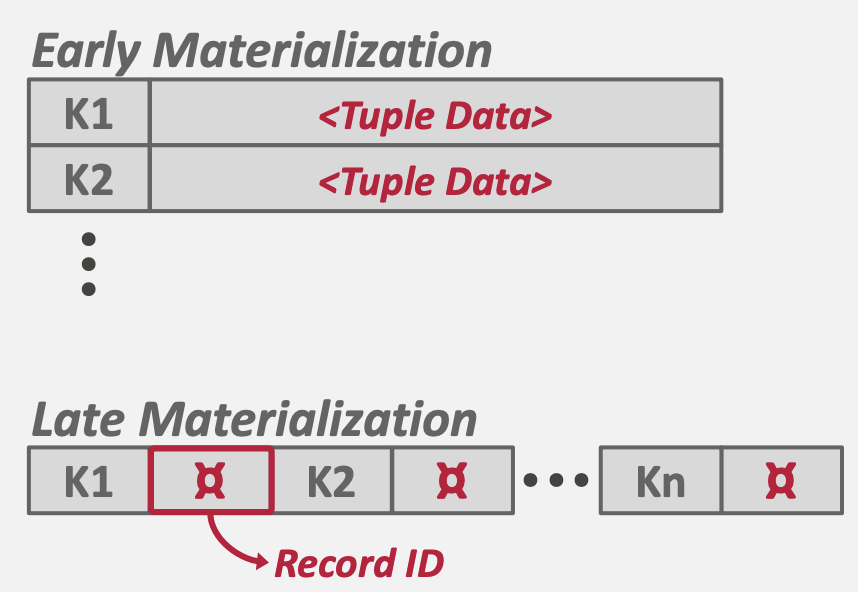 Early Materialization
K1 <Tuple Data>
K2 <Tuple Data>
Late Materialization
K1 ¤ K2 ¤ ••• Kn ¤
Record ID